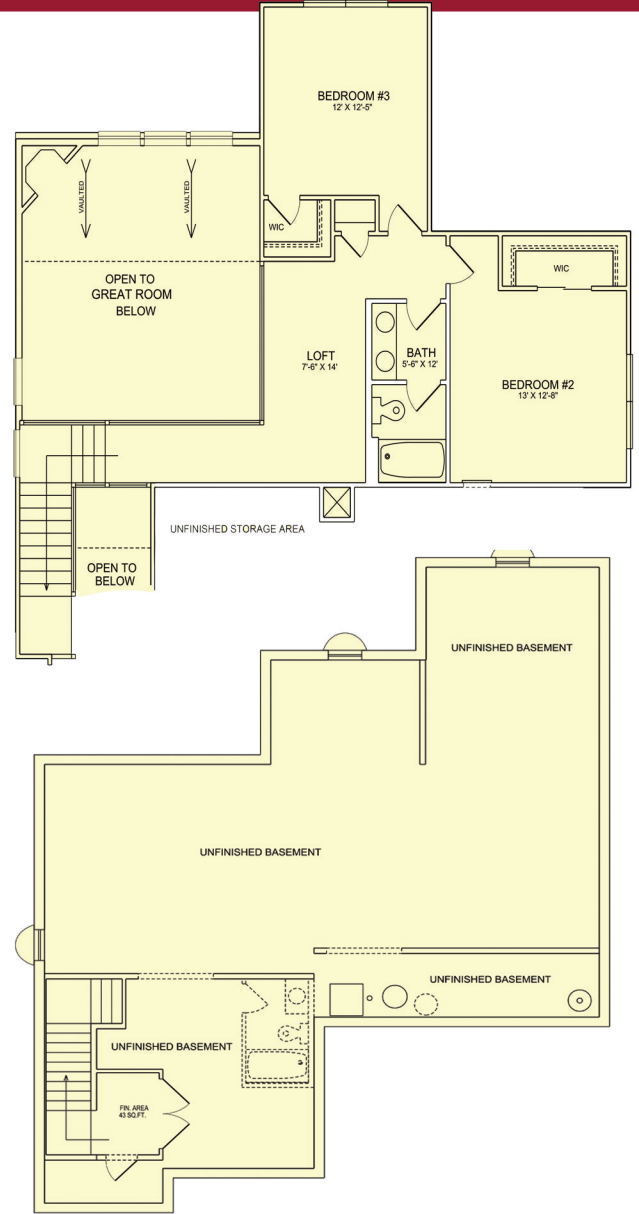 BEDROOM #3
12' X 12'-5"
VAULTED
VAULTED
WIC
WIC
OPEN TO
GREAT ROOM
BELOW
LOFT
7'-6" X 14'
BATH
5'-6" X 12'
BEDROOM #2
13' X 12'-8"
UNFINISHED STORAGE AREA
OPEN TO
BELOW
UNFINISHED BASEMENT
UNFINISHED BASEMENT
UNFINISHED BASEMENT
UNFINISHED BASEMENT
FIN. AREA
43 SQ.FT.